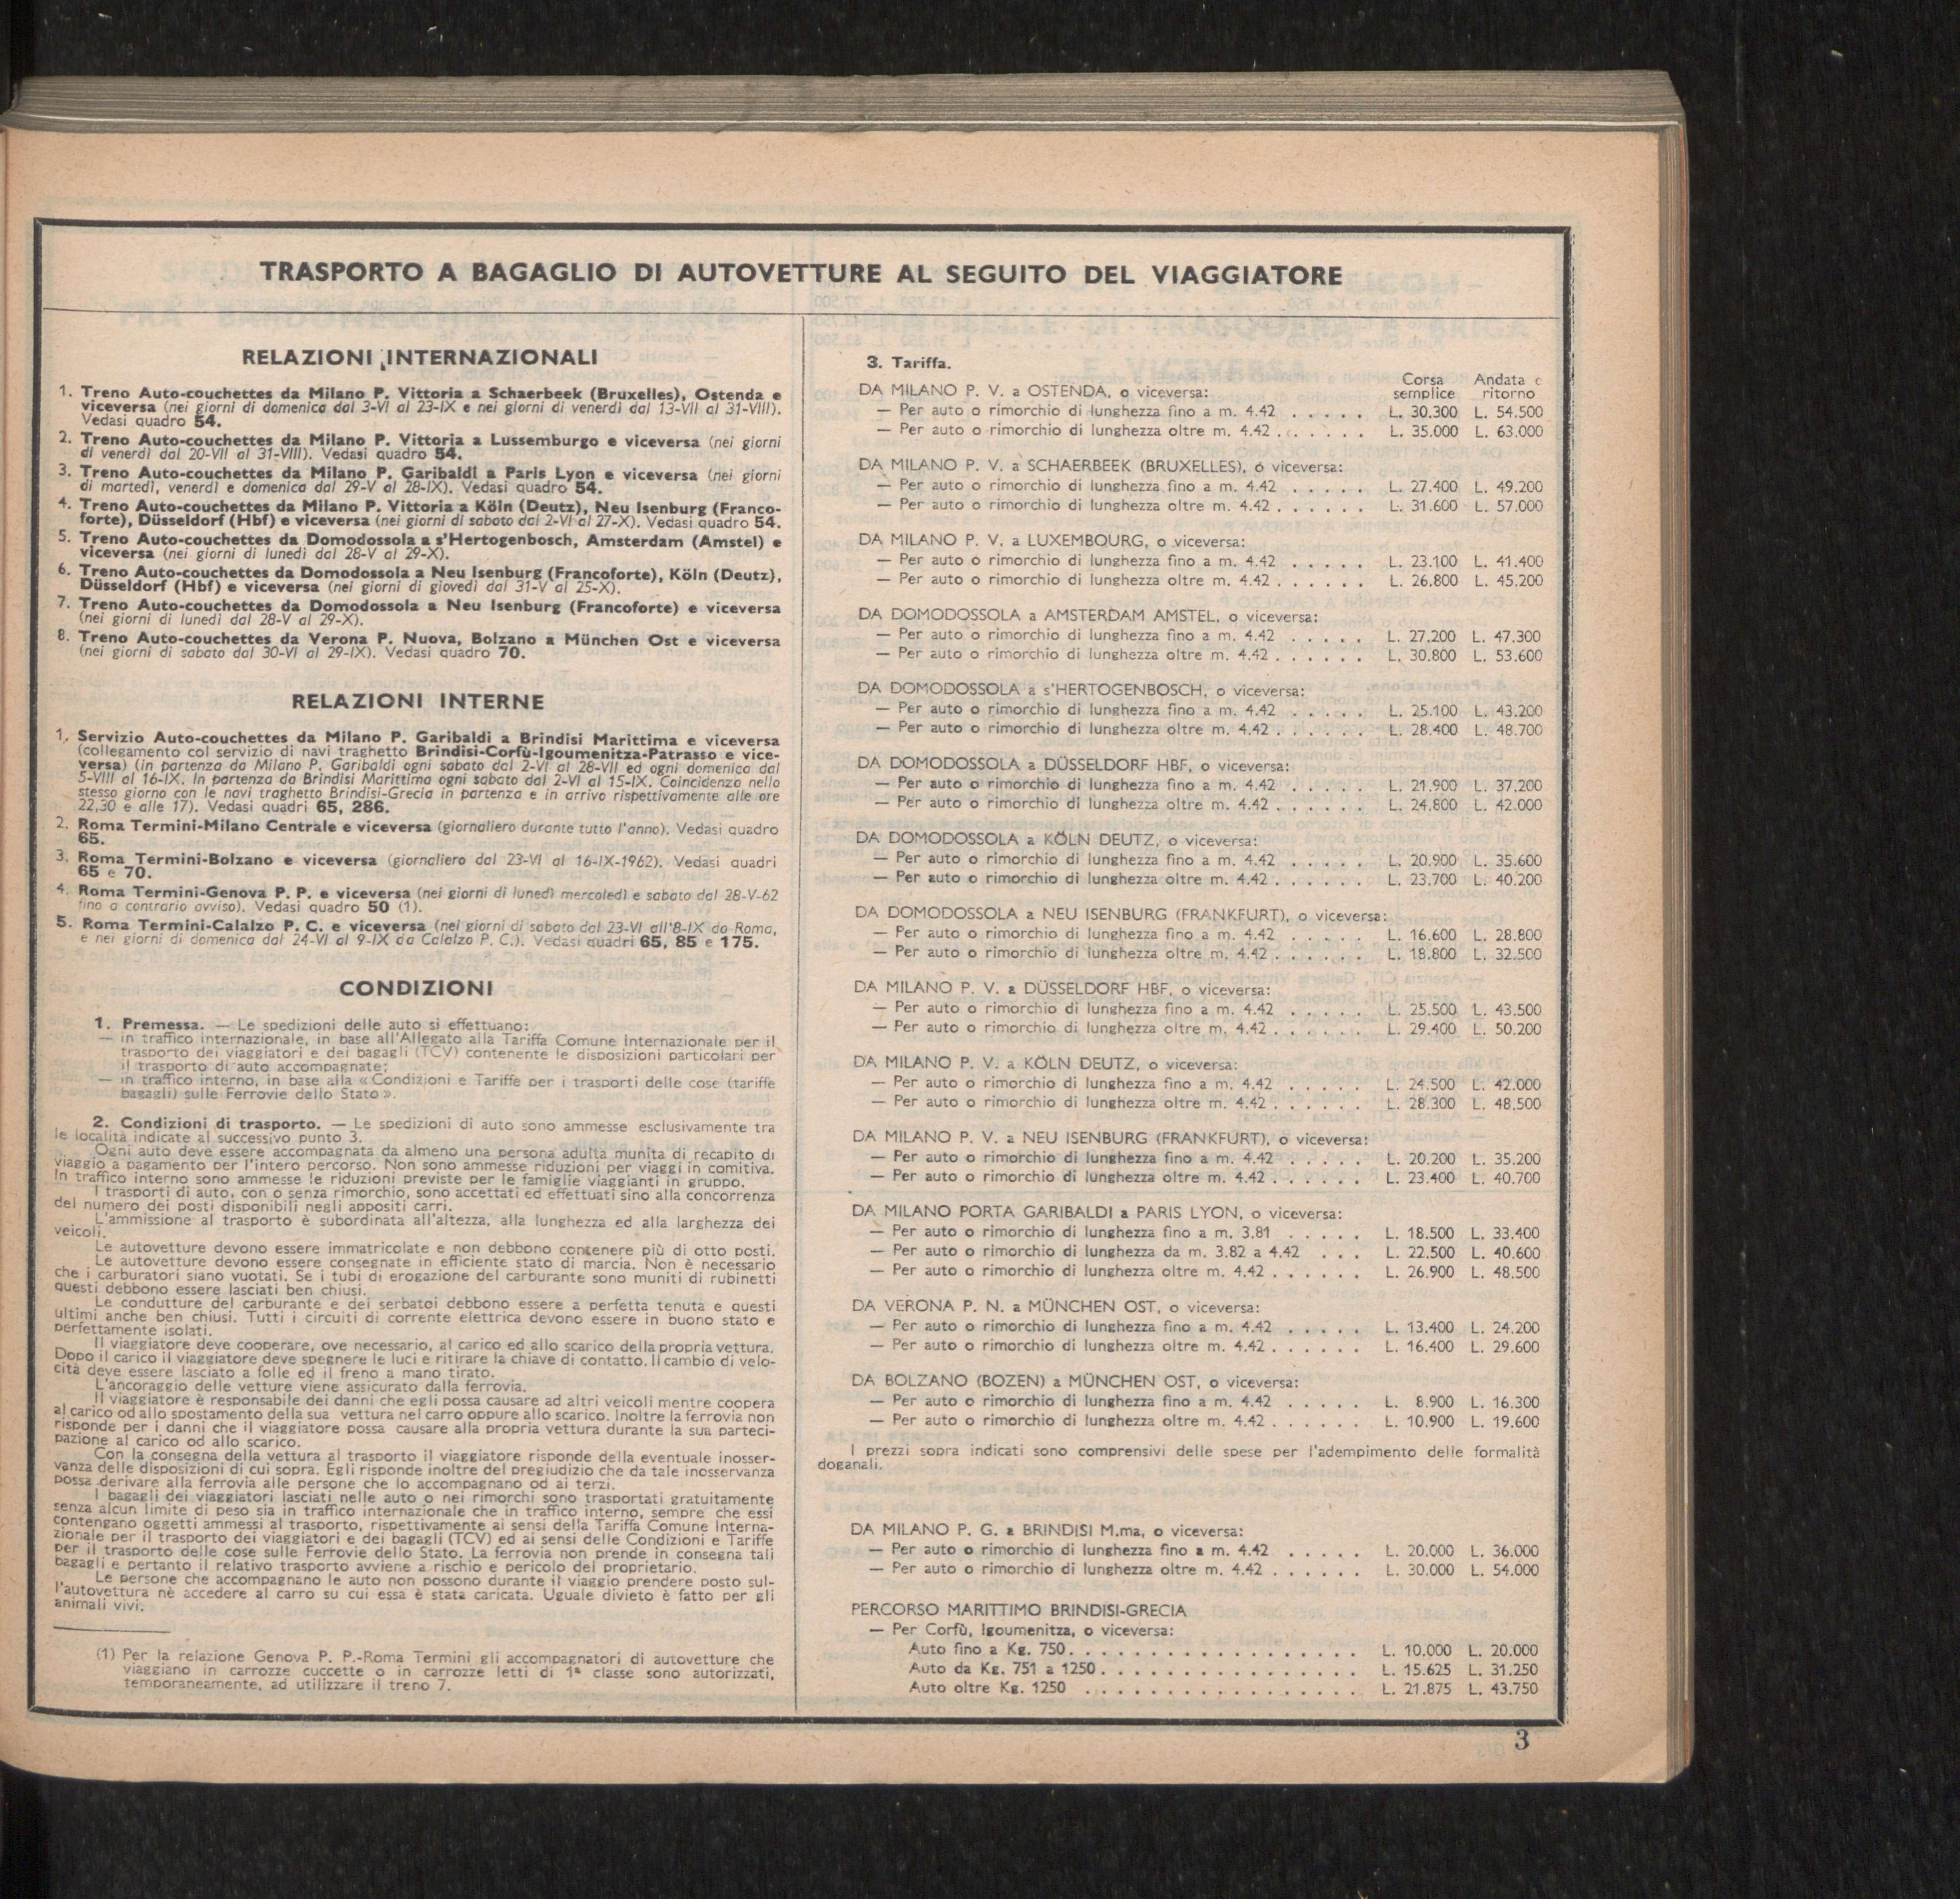 TRASPORTO A BAGAGLIO DI AUTOVETTURE AL SEGUITO DEL VIAGGIATORE
RELAZIONI INTERNAZIONALI
1. Treno Auto-couchettes da Milano P. Vittoria a Schaerbeek (Bruxelles), Ostenda e
viceversa (nei giorni di domenica dal 3-VI al 23-IX e nei giorni di venerdì dal 13-VII al 31-VIII).
Vedasi quadro 54.
2. Treno Auto-couchettes da Milano P. Vittoria a Lussemburgo e viceversa (nei giorni
di venerdì dal 20-VII al 31-VIII). Vedasi quadro 54.
3. Treno Auto-couchettes da Milano P. Garibaldi a Paris Lyon e viceversa (nei giorni
di martedì, venerdì e domenica dal 29-V al 28-IX). Vedasi quadro 54.
4. Treno Auto-couchettes da Milano P. Vittoria a Köln (Deutz), Neu Isenburg (Franco-
forte), Düsseldorf (Hbf) e viceversa (nei giorni di sabato dal 2-VI al 27-X). Vedasi quadro 54.
5. Treno Auto-couchettes da Domodossola a s'Hertogenbosch, Amsterdam (Amstel) e
viceversa (nei giorni di lunedì dal 28-V al 29-X).
6. Treno Auto-couchettes da Domodossola a Neu Isenburg (Francoforte), Köln (Deutz),
Düsseldorf (Hbf) e viceversa (nei giorni di giovedì dal 31-V al 25-X).
7. Treno Auto-couchettes da Domodossola a Neu Isenburg (Francoforte) e viceversa
(nei giorni di lunedì dal 28-V al 29-X).
8. Treno Auto-couchettes da Verona P. Nuova, Bolzano a München Ost e viceversa
(nei giorni di sabato dal 30-VI al 29-IX). Vedasi quadro 70.
RELAZIONI INTERNE
1. Servizio Auto-couchettes da Milano P. Garibaldi a Brindisi Marittima e viceversa
(collegamento col servizio di navi traghetto Brindisi-Corfù-Igoumenitza-Patrasso e vice-
versa) (in partenza da Milano P. Garibaldi ogni sabato dal 2-VI al 28-VII ed ogni domenica dal
5-VIII al 16-IX. In partenza da Brindisi Marittima ogni sabato dal 2-VI al 15-IX. Coincidenza nello
stesso giorno con le navi traghetto Brindisi-Grecia in partenza e in arrivo rispettivamente alle ore
22,30 e alle 17). Vedasi quadri 65, 286.
2. Roma Termini-Milano Centrale e viceversa (giornaliero durante tutto l'anno). Vedasi quadro
65.
3. Roma Termini-Bolzano e viceversa (giornaliero dal 23-VI al 16-IX-1962). Vedasi quadri
65 e 70.
4. Roma Termini-Genova P. P. e viceversa (nei giorni di lunedì mercoledì e sabato dal 28-V-62
fino a contrario avviso). Vedasi quadro 50 (1).
5. Roma Termini-Calalzo P. C. e viceversa (nei giorni di sabato dal 23-VI all'8-IX da Roma,
e nei giorni di domenica dal 24-VI al 9-IX da Calalzo P. C.). Vedasi quadri 65, 85 e 175.
CONDIZIONI
1. Premessa. — Le spedizioni delle auto si effettuano:
— in traffico internazionale, in base all'Allegato alla Tariffa Comune Internazionale per il
trasporto dei viaggiatori e dei bagagli (TCV) contenente le disposizioni particolari per
il trasporto di auto accompagnate;
— in traffico interno, in base alla « Condizioni e Tariffe per i trasporti delle cose (tariffe
bagagli) sulle Ferrovie dello Stato ».
2. Condizioni di trasporto. — Le spedizioni di auto sono ammesse esclusivamente tra
le località indicate al successivo punto 3.
Ogni auto deve essere accompagnata da almeno una persona adulta munita di recapito di
viaggio a pagamento per l'intero percorso. Non sono ammesse riduzioni per viaggi in comitiva.
In traffico interno sono ammesse le riduzioni previste per le famiglie viaggianti in gruppo.
I trasporti di auto, con o senza rimorchio, sono accettati ed effettuati sino alla concorrenza
del numero dei posti disponibili negli appositi carri.
L'ammissione al trasporto è subordinata all'altezza, alla lunghezza ed alla larghezza dei
veicoli.
Le autovetture devono essere immatricolate e non debbono contenere più di otto posti.
Le autovetture devono essere consegnate in efficiente stato di marcia. Non è necessario
che i carburatori siano vuotati. Se i tubi di erogazione del carburante sono muniti di rubinetti
questi debbono essere lasciati ben chiusi.
Le condutture del carburante e dei serbatoi debbono essere a perfetta tenuta e questi
ultimi anche ben chiusi. Tutti i circuiti di corrente elettrica devono essere in buono stato e
perfettamente isolati.
Il viaggiatore deve cooperare, ove necessario, al carico ed allo scarico della propria vettura.
Dopo il carico il viaggiatore deve spegnere le luci e ritirare la chiave di contatto. Il cambio di velo-
cità deve essere lasciato a folle ed il freno a mano tirato.
L'ancoraggio delle vetture viene assicurato dalla ferrovia.
Il viaggiatore è responsabile dei danni che egli possa causare ad altri veicoli mentre coopera
al carico od allo spostamento della sua vettura nel carro oppure allo scarico. Inoltre la ferrovia non
risponde per i danni che il viaggiatore possa causare alla propria vettura durante la sua parteci-
pazione al carico od allo scarico.
Con la consegna della vettura al trasporto il viaggiatore risponde della eventuale inosser-
vanza delle disposizioni di cui sopra. Egli risponde inoltre del pregiudizio che da tale inosservanza
possa derivare alla ferrovia alle persone che lo accompagnano od ai terzi.
I bagagli dei viaggiatori lasciati nelle auto o nei rimorchi sono trasportati gratuitamente
senza alcun limite di peso sia in traffico internazionale che in traffico interno, sempre che essi
contengano oggetti ammessi al trasporto, rispettivamente ai sensi della Tariffa Comune Interna-
zionale per il trasporto dei viaggiatori e dei bagagli (TCV) ed ai sensi delle Condizioni e Tariffe
per il trasporto delle cose sulle Ferrovie dello Stato. La ferrovia non prende in consegna tali
bagagli e pertanto il relativo trasporto avviene a rischio e pericolo del proprietario.
Le persone che accompagnano le auto non possono durante il viaggio prendere posto sul-
l'autovettura nè accedere al carro su cui essa è stata caricata. Uguale divieto è fatto per gli
animali vivi.
(1) Per la relazione Genova P. P.-Roma Termini gli accompagnatori di autovetture che
viaggiano in carrozze cuccette o in carrozze letti di 1ª classe sono autorizzati,
temporaneamente, ad utilizzare il treno 7.
3. Tariffa.
Corsa semplice Andata e ritorno
DA MILANO P. V. a OSTENDA, o viceversa:
— Per auto o rimorchio di lunghezza fino a m. 4.42 . . . . . L. 30.300 L. 54.500
— Per auto o rimorchio di lunghezza oltre m. 4.42 . . . . . . L. 35.000 L. 63.000
DA MILANO P. V. a SCHAERBEEK (BRUXELLES), o viceversa:
— Per auto o rimorchio di lunghezza fino a m. 4.42 . . . . . L. 27.400 L. 49.200
— Per auto o rimorchio di lunghezza oltre m. 4.42 . . . . . . L. 31.600 L. 57.000
DA MILANO P. V. a LUXEMBOURG, o viceversa:
— Per auto o rimorchio di lunghezza fino a m. 4.42 . . . . . L. 23.100 L. 41.400
— Per auto o rimorchio di lunghezza oltre m. 4.42 . . . . . . L. 26.800 L. 45.200
DA DOMODOSSOLA a AMSTERDAM AMSTEL, o viceversa:
— Per auto o rimorchio di lunghezza fino a m. 4.42 . . . . . L. 27.200 L. 47.300
— Per auto o rimorchio di lunghezza oltre m. 4.42 . . . . . . L. 30.800 L. 53.600
DA DOMODOSSOLA a s'HERTOGENBOSCH, o viceversa:
— Per auto o rimorchio di lunghezza fino a m. 4.42 . . . . . L. 25.100 L. 43.200
— Per auto o rimorchio di lunghezza oltre m. 4.42 . . . . . . L. 28.400 L. 48.700
DA DOMODOSSOLA a DÜSSELDORF HBF, o viceversa:
— Per auto o rimorchio di lunghezza fino a m. 4.42 . . . . . L. 21.900 L. 37.200
— Per auto o rimorchio di lunghezza oltre m. 4.42 . . . . . . L. 24.800 L. 42.000
DA DOMODOSSOLA a KÖLN DEUTZ, o viceversa:
— Per auto o rimorchio di lunghezza fino a m. 4.42 . . . . . L. 20.900 L. 35.600
— Per auto o rimorchio di lunghezza oltre m. 4.42 . . . . . . L. 23.700 L. 40.200
DA DOMODOSSOLA a NEU ISENBURG (FRANKFURT), o viceversa:
— Per auto o rimorchio di lunghezza fino a m. 4.42 . . . . . L. 16.600 L. 28.800
— Per auto o rimorchio di lunghezza oltre m. 4.42 . . . . . . L. 18.800 L. 32.500
DA MILANO P. V. a DÜSSELDORF HBF, o viceversa:
— Per auto o rimorchio di lunghezza fino a m. 4.42 . . . . . L. 25.500 L. 43.500
— Per auto o rimorchio di lunghezza oltre m. 4.42 . . . . . . L. 29.400 L. 50.200
DA MILANO P. V. a KÖLN DEUTZ, o viceversa:
— Per auto o rimorchio di lunghezza fino a m. 4.42 . . . . . L. 24.500 L. 42.000
— Per auto o rimorchio di lunghezza oltre m. 4.42 . . . . . . L. 28.300 L. 48.500
DA MILANO P. V. a NEU ISENBURG (FRANKFURT), o viceversa:
— Per auto o rimorchio di lunghezza fino a m. 4.42 . . . . . L. 20.200 L. 35.200
— Per auto o rimorchio di lunghezza oltre m. 4.42 . . . . . . L. 23.400 L. 40.700
DA MILANO PORTA GARIBALDI a PARIS LYON, o viceversa:
— Per auto o rimorchio di lunghezza fino a m. 3.81 . . . . . L. 18.500 L. 33.400
— Per auto o rimorchio di lunghezza da m. 3.82 a 4.42 . . . L. 22.500 L. 40.600
— Per auto o rimorchio di lunghezza oltre m. 4.42 . . . . . . L. 26.900 L. 48.500
DA VERONA P. N. a MÜNCHEN OST, o viceversa:
— Per auto o rimorchio di lunghezza fino a m. 4.42 . . . . . L. 13.400 L. 24.200
— Per auto o rimorchio di lunghezza oltre m. 4.42 . . . . . . L. 16.400 L. 29.600
DA BOLZANO (BOZEN) a MÜNCHEN OST, o viceversa:
— Per auto o rimorchio di lunghezza fino a m. 4.42 . . . . . L. 8.900 L. 16.300
— Per auto o rimorchio di lunghezza oltre m. 4.42 . . . . . . L. 10.900 L. 19.600
I prezzi sopra indicati sono comprensivi delle spese per l'adempimento delle formalità
doganali.
DA MILANO P. G. a BRINDISI M.ma, o viceversa:
— Per auto o rimorchio di lunghezza fino a m. 4.42 . . . . . L. 20.000 L. 36.000
— Per auto o rimorchio di lunghezza oltre m. 4.42 . . . . . . L. 30.000 L. 54.000
PERCORSO MARITTIMO BRINDISI-GRECIA
— Per Corfù, Igoumenitza, o viceversa:
Auto fino a Kg. 750 . . . . . . . . . . . . . . . . . . L. 10.000 L. 20.000
Auto da Kg. 751 a 1250 . . . . . . . . . . . . . . . . L. 15.625 L. 31.250
Auto oltre Kg. 1250 . . . . . . . . . . . . . . . . . L. 21.875 L. 43.750
3